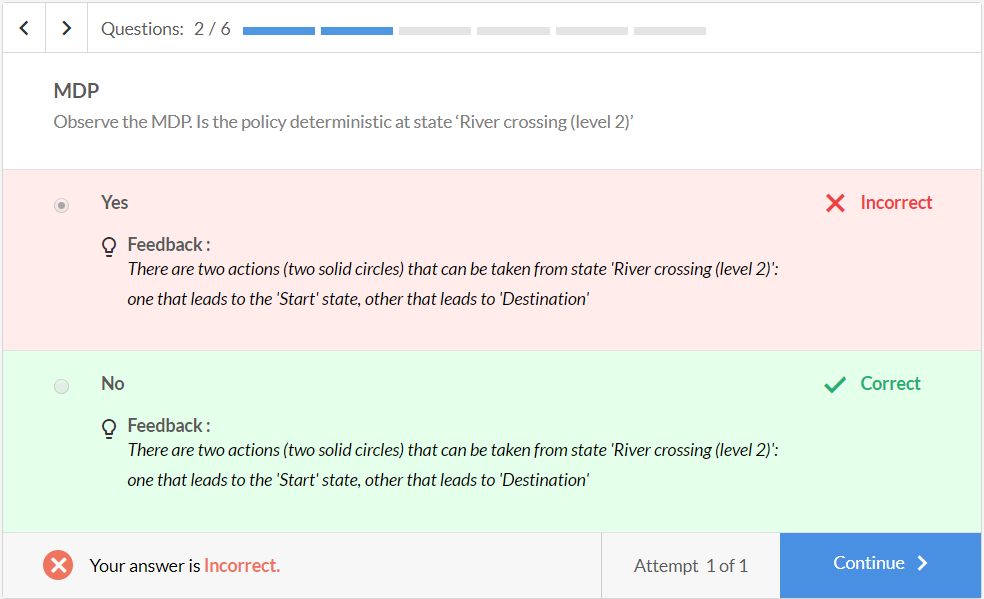 Questions: 2 / 6
MDP
Observe the MDP. Is the policy deterministic at state ‘River crossing (level 2)’
Yes
Incorrect
Feedback :
There are two actions (two solid circles) that can be taken from state 'River crossing (level 2)':
one that leads to the 'Start' state, other that leads to 'Destination'
No
Correct
Feedback :
There are two actions (two solid circles) that can be taken from state 'River crossing (level 2)':
one that leads to the 'Start' state, other that leads to 'Destination'
Your answer is Incorrect.
Attempt 1 of 1
Continue